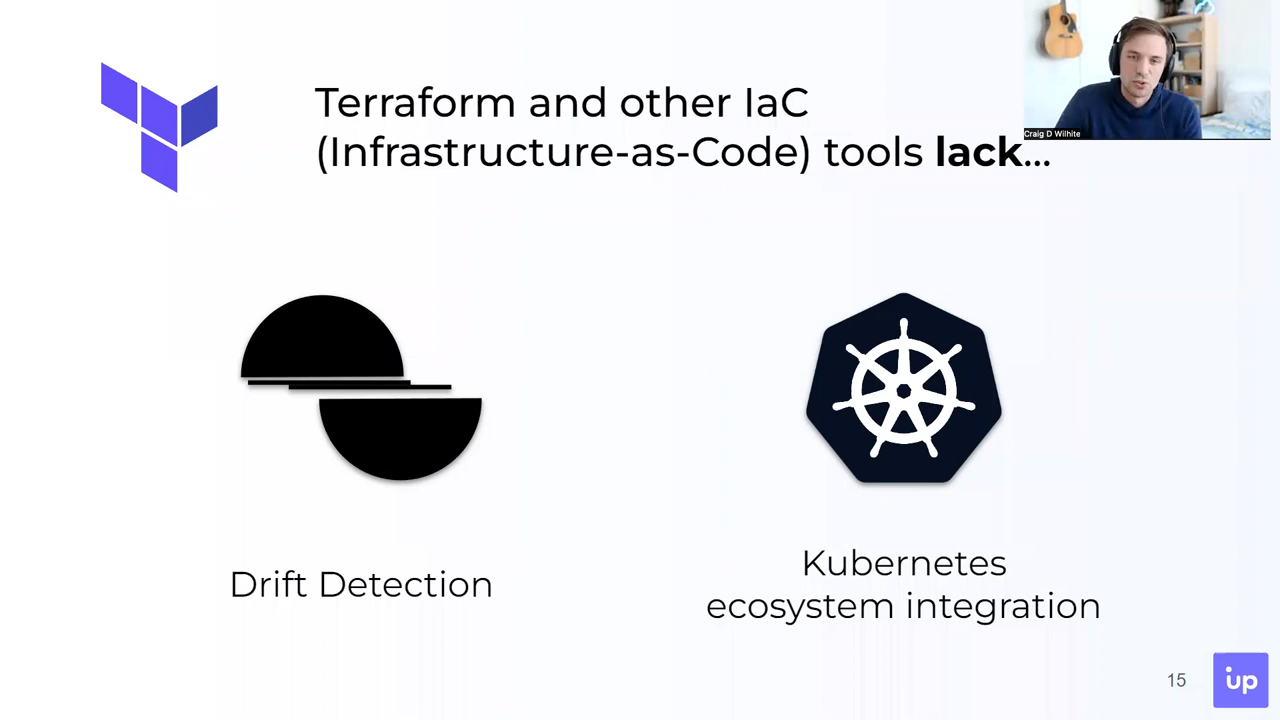 Terraform and other IaC
(Infrastructure-as-Code) tools lack...
Craig D Wilhite
Drift Detection
Kubernetes
ecosystem integration
15
up